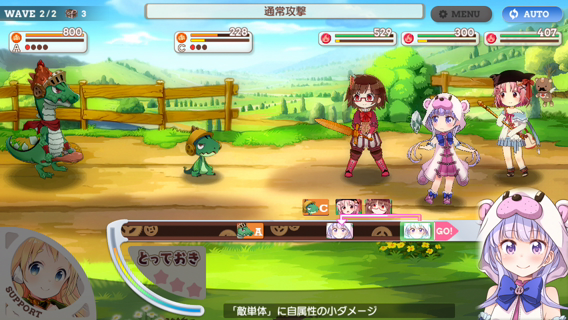 WAVE 2/2 3
通常攻撃
MENU
AUTO
800
A
228
C
529
300
407
C
A
GO!
とっておき
SUPPORT
「敵単体」に自属性の小ダメージ